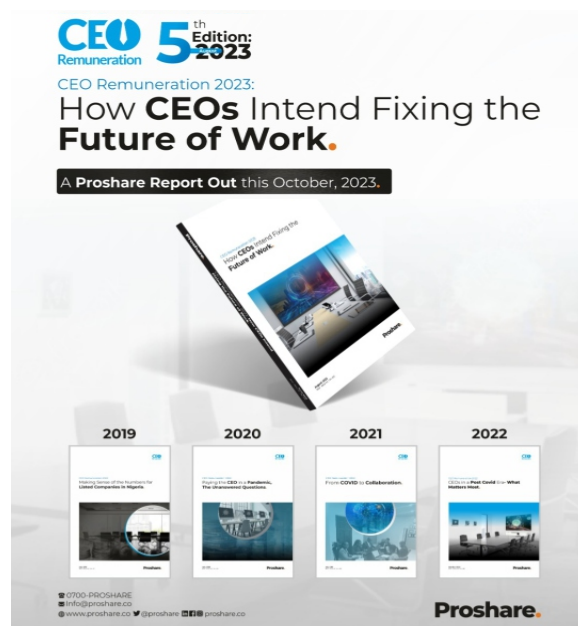 CEO
Remuneration
5th
Edition:
2023
CEO Remuneration 2023:
How CEOs Intend Fixing the
Future of Work.
A Proshare Report Out this October, 2023.
How CEOs Intend Fixing the
Future of Work.
Proshare.
2019
2020
2021
2022
Making Sense of the Numbers for
Listed Companies in Nigeria.
Proshare.
Paying the CEO in a Pandemic,
The Unanswered Questions.
Proshare.
From COVID to Collaboration.
Proshare.
CEOs in a Post Covid Era- What
Matters Most.
Proshare.
0700-PROSHARE
info@proshare.co
www.proshare.co @proshare proshare.co
Proshare.